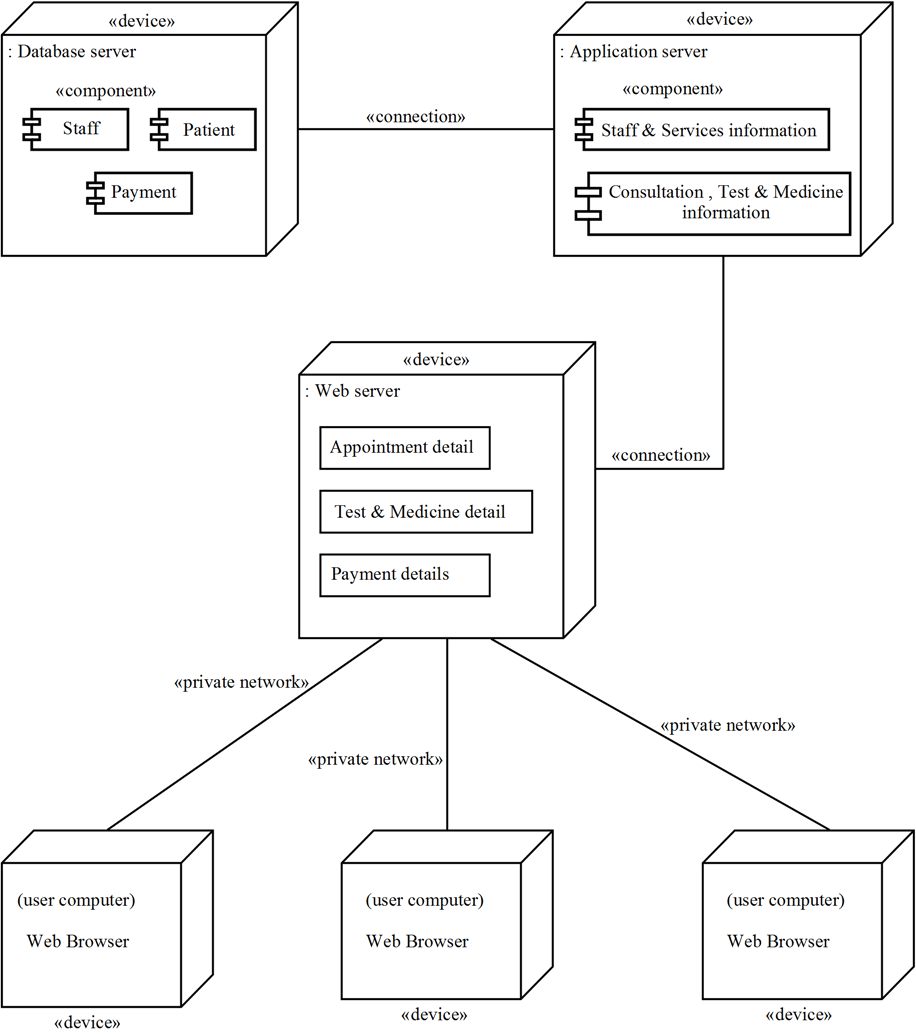 «device»
: Database server
«component»
Staff
Patient
Payment
«connection»
«device»
: Application server
«component»
Staff & Services information
Consultation , Test & Medicine
information
«connection»
«device»
: Web server
Appointment detail
Test & Medicine detail
Payment details
«private network»
«private network»
«private network»
(user computer)
Web Browser
«device»
(user computer)
Web Browser
«device»
(user computer)
Web Browser
«device»